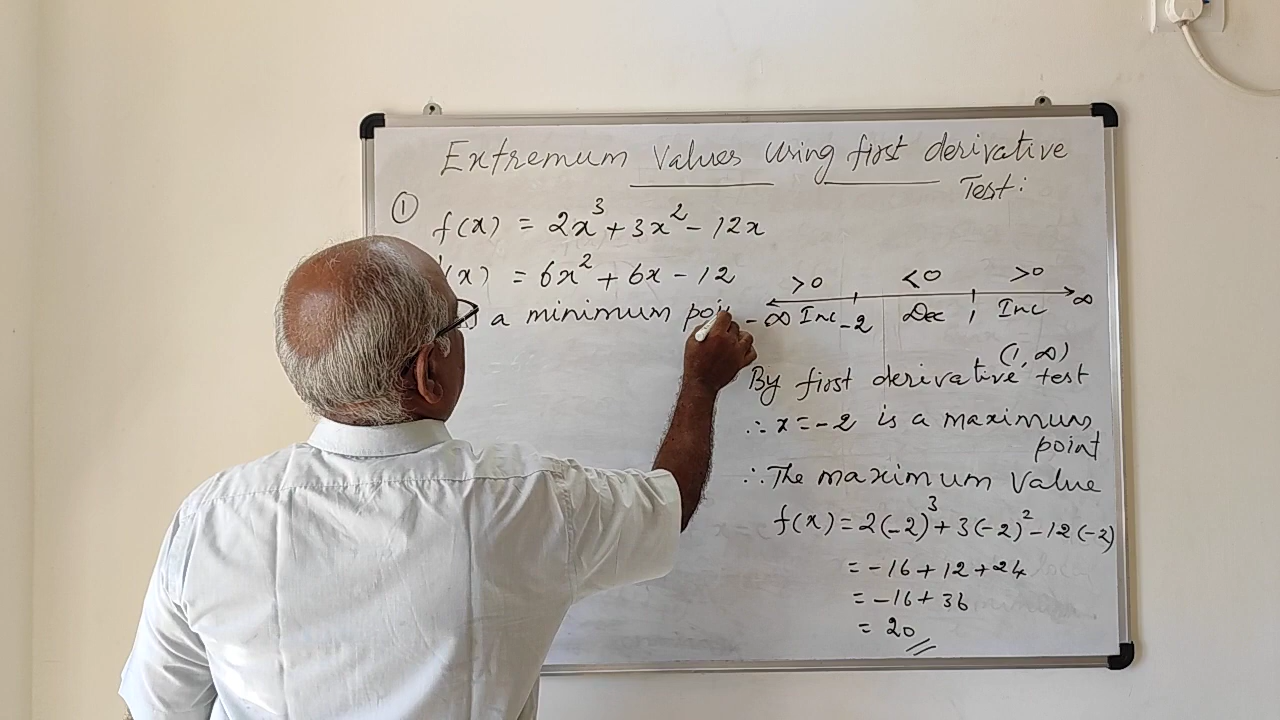 Extremum Values Using first derivative
Test:
① f(x) = 2x³ + 3x² - 12x
(x) = 6x² + 6x - 12
>0 <0 >0
-∞ Inc -2 Dec 1 Inc ∞
a minimum poi
(1, ∞)
By first derivative test
∴ x = -2 is a maximum
point
∴ The maximum Value
f(x) = 2(-2)³ + 3(-2)² - 12(-2)
= -16 + 12 + 24
= -16 + 36
= 20